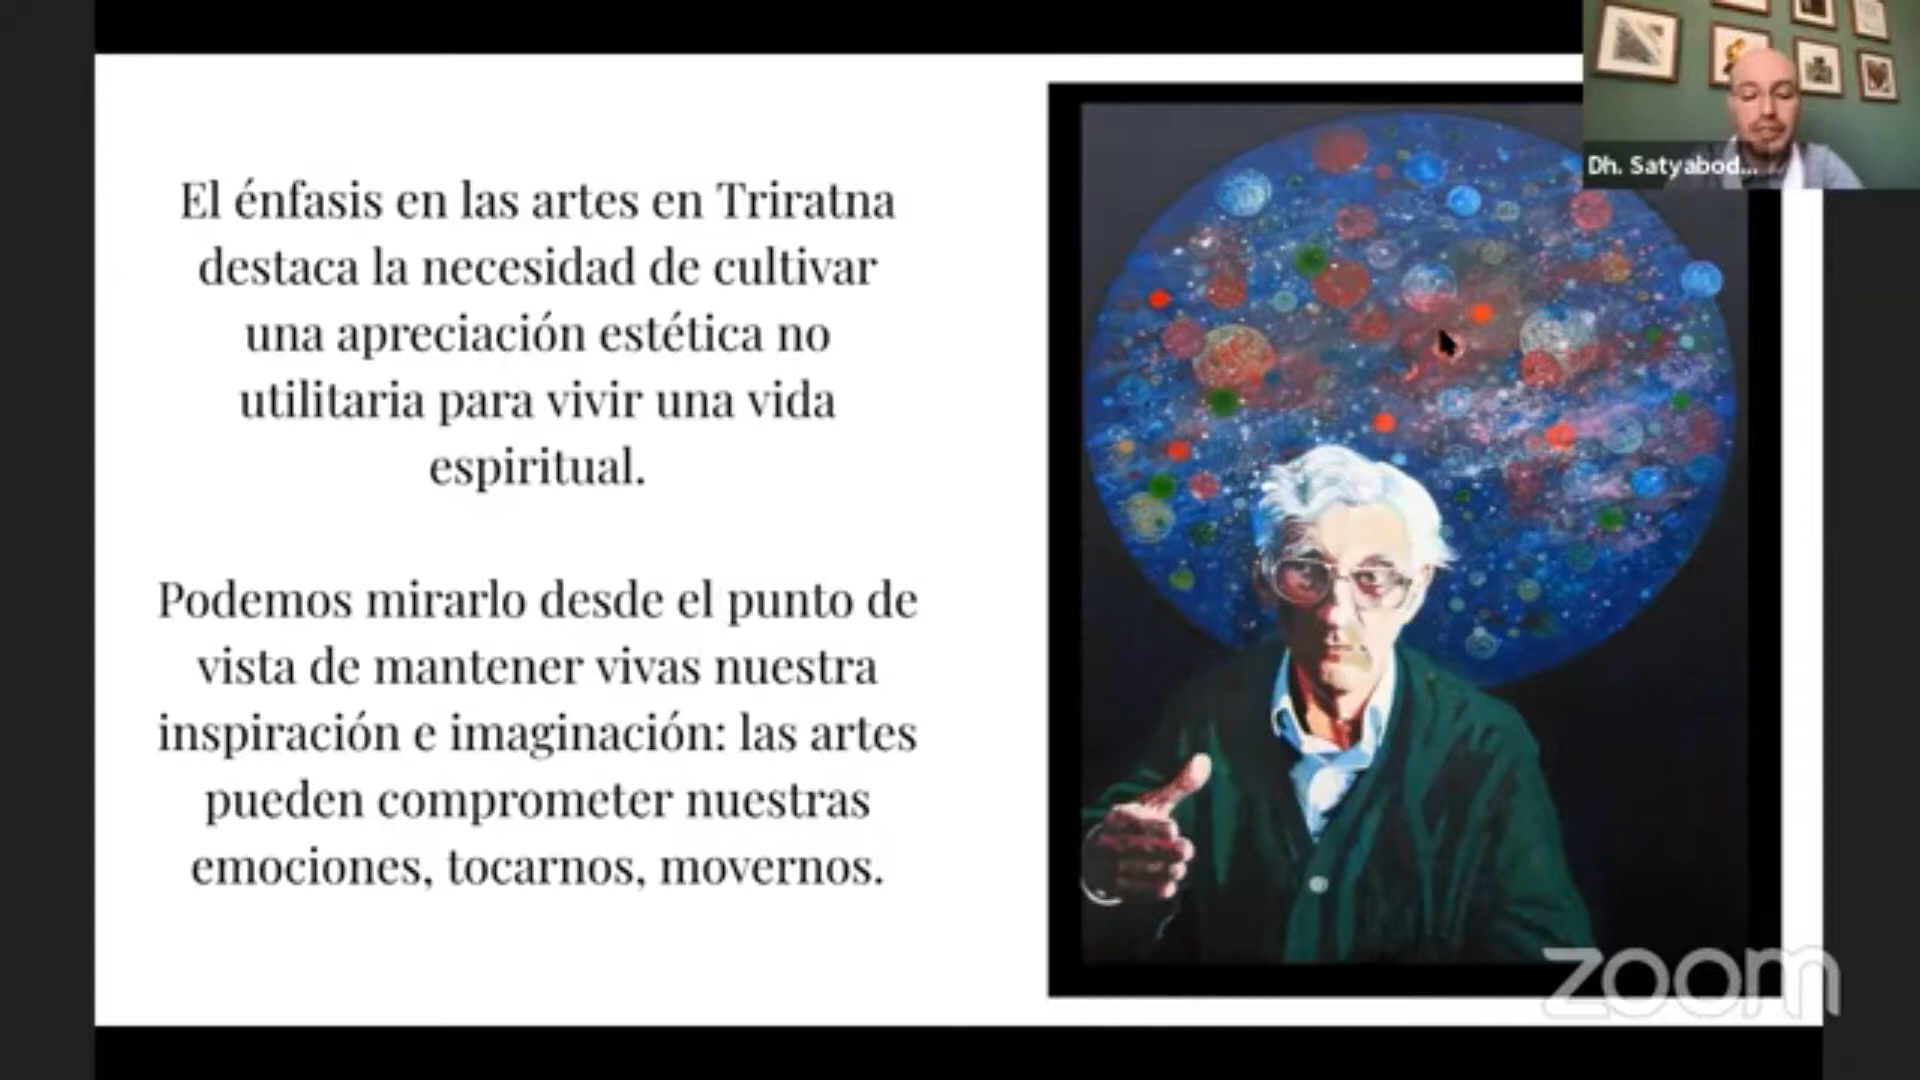 El énfasis en las artes en Triratna
destaca la necesidad de cultivar
una apreciación estética no
utilitaria para vivir una vida
espiritual.
Podemos mirarlo desde el punto de
vista de mantener vivas nuestra
inspiración e imaginación: las artes
pueden comprometer nuestras
emociones, tocarnos, movernos.
Dh. Satyabod...
zoom